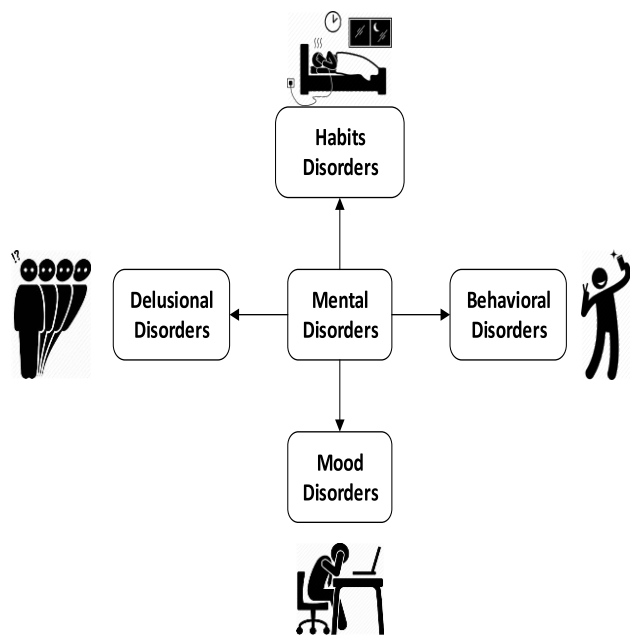 Habits
Disorders
!?
Delusional
Disorders
Mental
Disorders
Behavioral
Disorders
Mood
Disorders